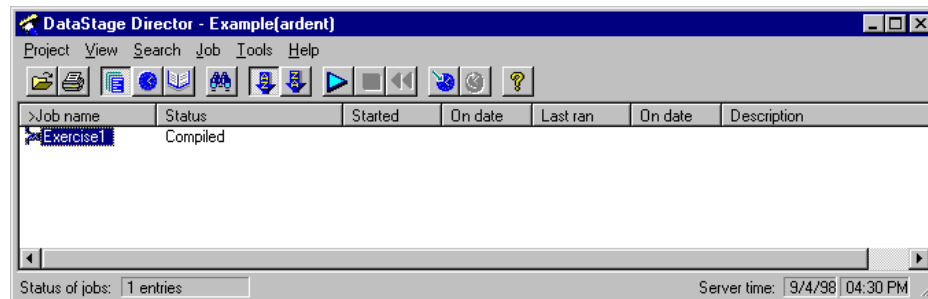 DataStage Director - Example(ardent)
Project View Search Job Tools Help
>Job name Status Started On date Last ran On date Description
Exercise1 Compiled
Status of jobs: 1 entries Server time: 9/4/98 04:30 PM